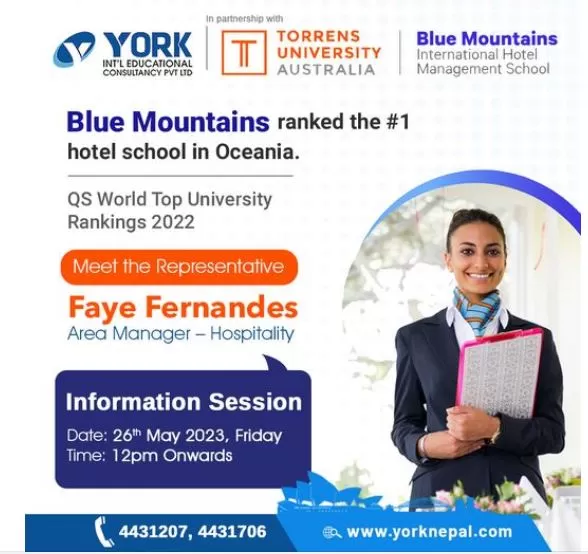 YORK
INT'L EDUCATIONAL
CONSULTANCY PVT LTD
In partnership with
TORRENS
UNIVERSITY
AUSTRALIA
Blue Mountains
International Hotel
Management School
Blue Mountains ranked the #1
hotel school in Oceania.
QS World Top University
Rankings 2022
Meet the Representative
Faye Fernandes
Area Manager – Hospitality
Information Session
Date: 26th May 2023, Friday
Time: 12pm Onwards
4431207, 4431706
www.yorknepal.com